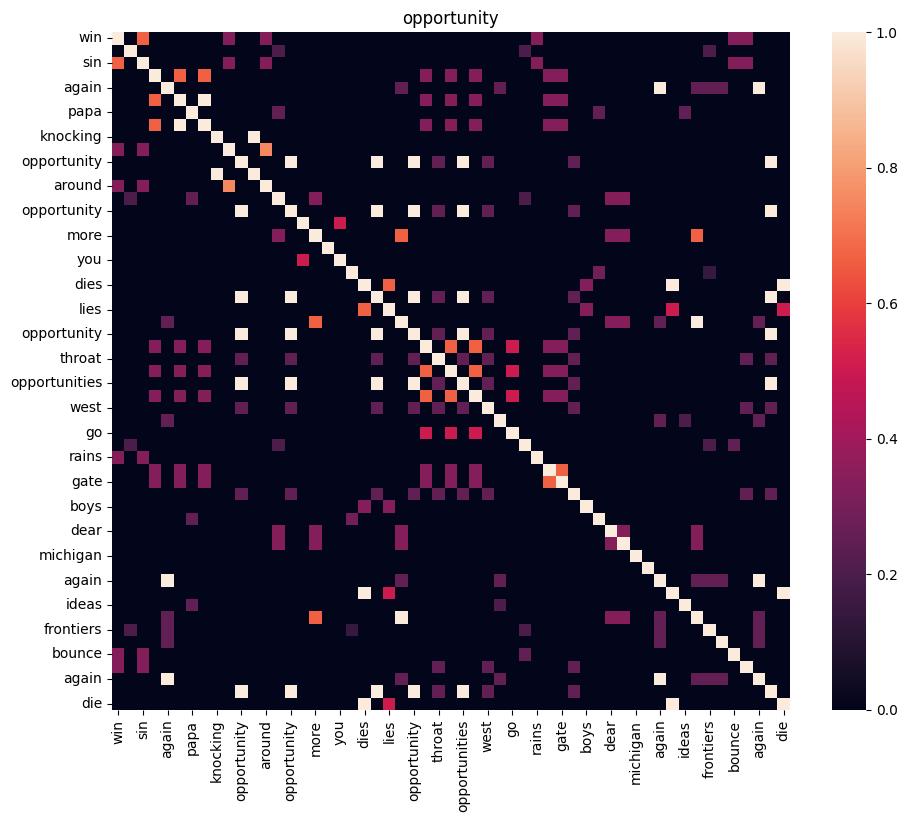 opportunity
win
sin
again
papa
knocking
opportunity
around
opportunity
more
you
dies
lies
opportunity
throat
opportunities
west
go
rains
gate
boys
dear
michigan
again
ideas
frontiers
bounce
again
die
1.0
0.8
0.6
0.4
0.2
0.0
win
sin
again
papa
knocking
opportunity
around
opportunity
more
you
dies
lies
opportunity
throat
opportunities
west
go
rains
gate
boys
dear
michigan
again
ideas
frontiers
bounce
again
die